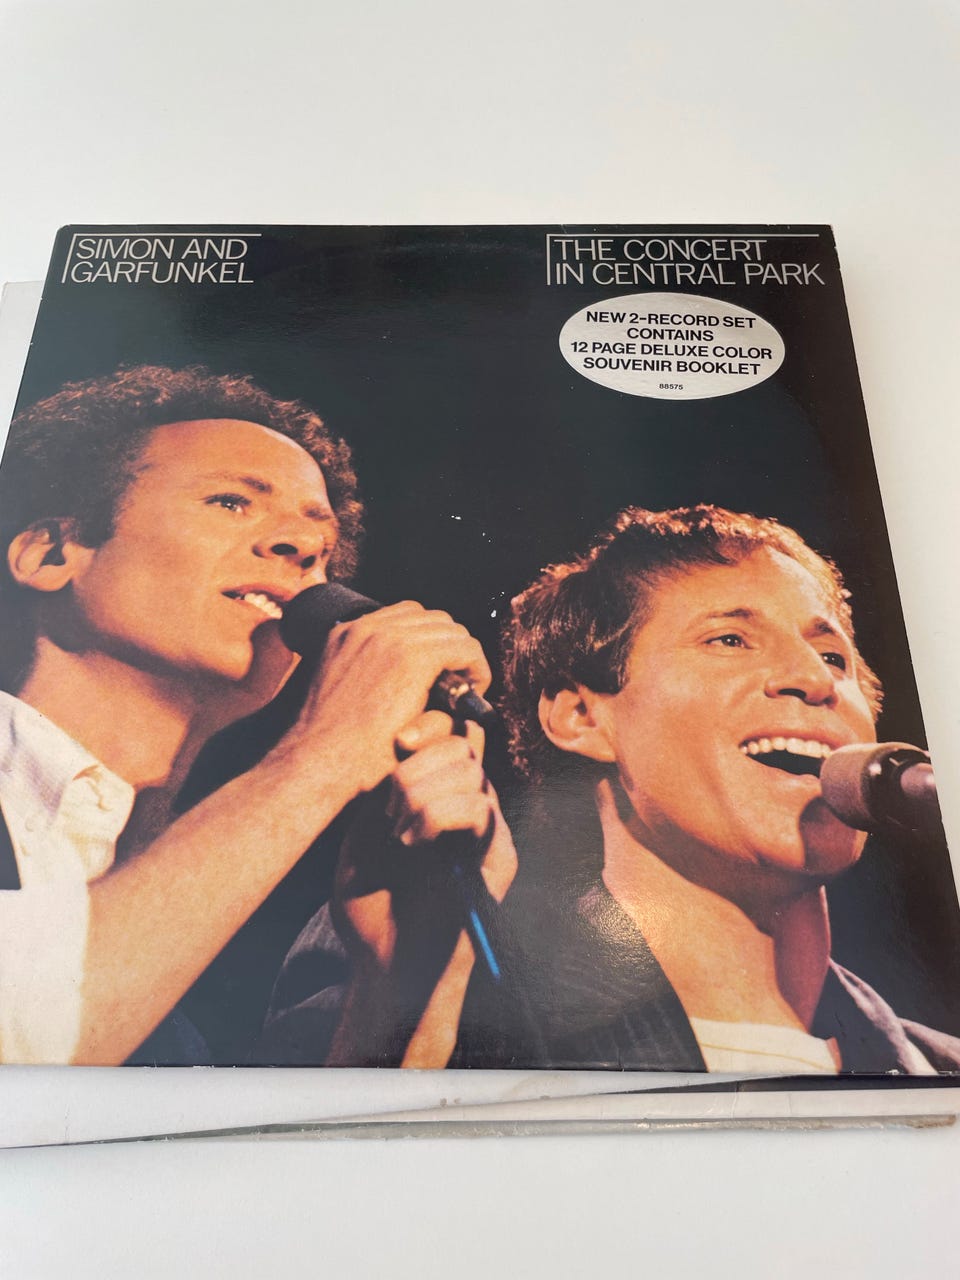 SIMON AND
GARFUNKEL
THE CONCERT
IN CENTRAL PARK
NEW 2-RECORD SET
CONTAINS
12 PAGE DELUXE COLOR
SOUVENIR BOOKLET
88575